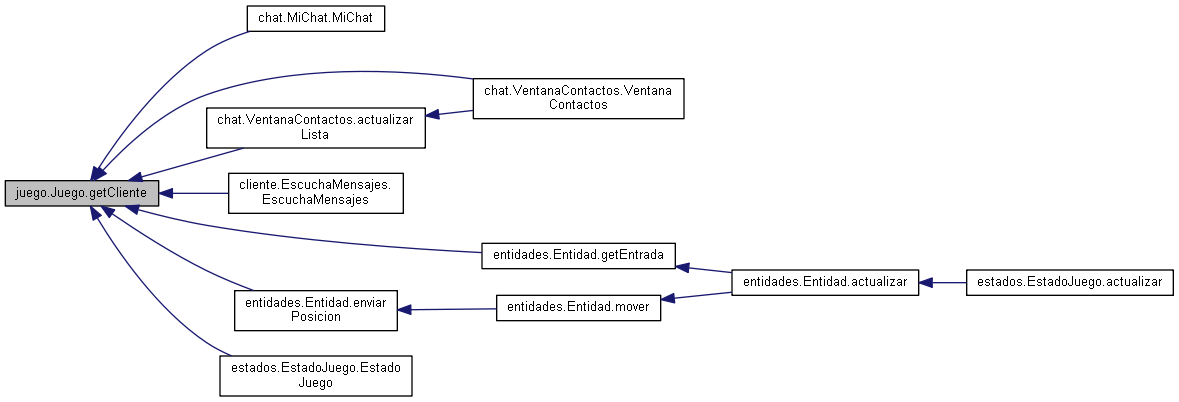 chat.MiChat.MiChat
chat.VentanaContactos.Ventana
Contactos
chat.VentanaContactos.actualizar
Lista
juego.Juego.getCliente
cliente.EscuchaMensajes.
EscuchaMensajes
entidades.Entidad.getEntrada
entidades.Entidad.actualizar
estados.EstadoJuego.actualizar
entidades.Entidad.enviar
Posicion
entidades.Entidad.mover
estados.EstadoJuego.Estado
Juego